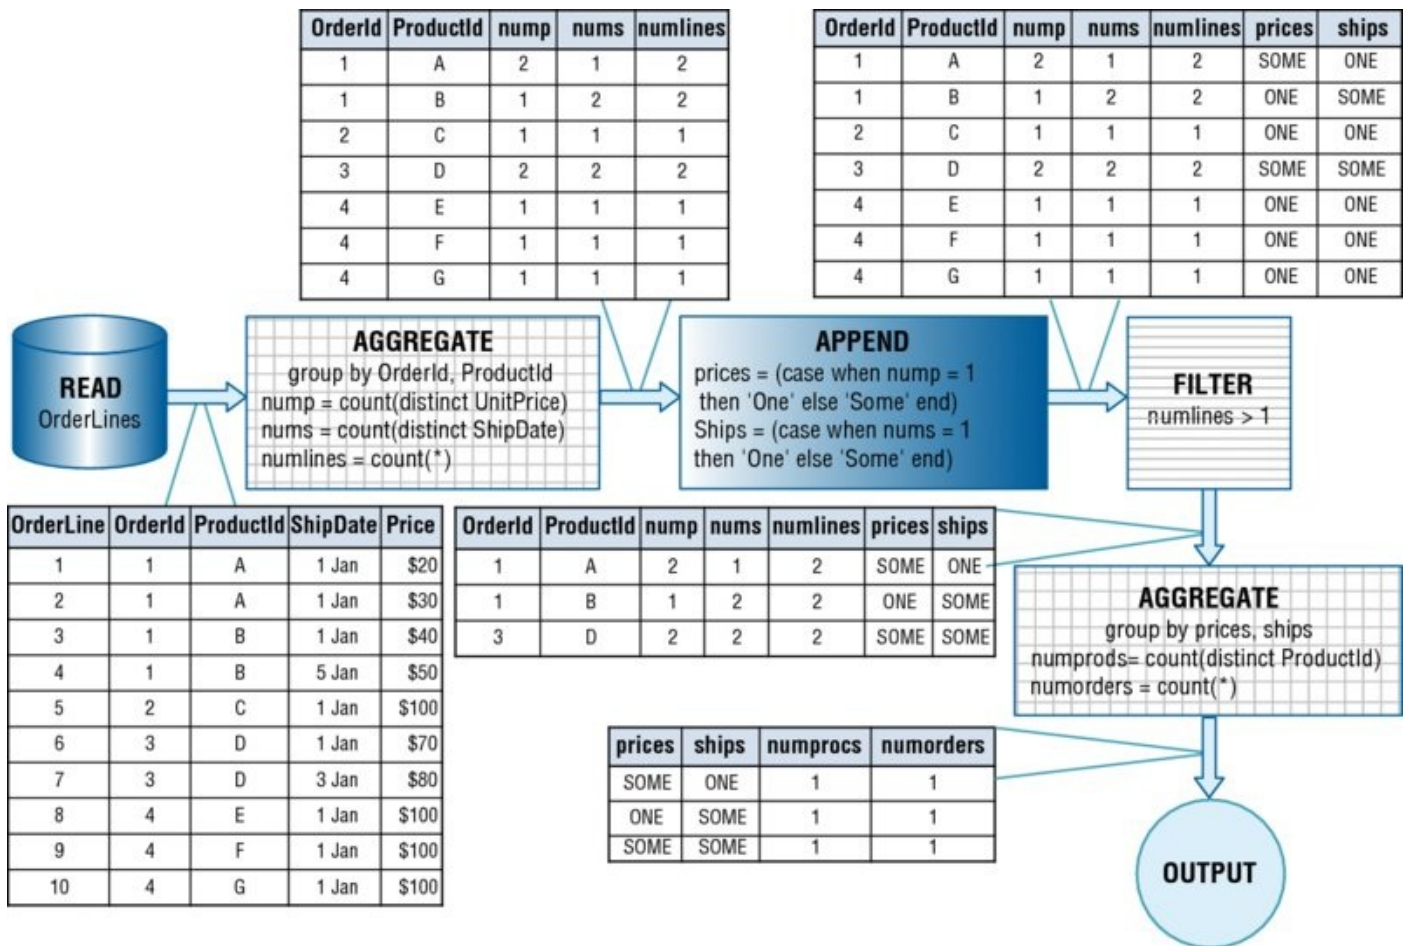 OrderId ProductId nump nums numlines
1 A 2 1 2
1 B 1 2 2
2 C 1 1 1
3 D 2 2 2
4 E 1 1 1
4 F 1 1 1
4 G 1 1 1
OrderId ProductId nump nums numlines prices ships
1 A 2 1 2 SOME ONE
1 B 1 2 2 ONE SOME
2 C 1 1 1 ONE ONE
3 D 2 2 2 SOME SOME
4 E 1 1 1 ONE ONE
4 F 1 1 1 ONE ONE
4 G 1 1 1 ONE ONE
READ
OrderLines
AGGREGATE
group by OrderId, ProductId
nump = count(distinct UnitPrice)
nums = count(distinct ShipDate)
numlines = count(*)
APPEND
prices = (case when nump = 1
then 'One' else 'Some' end)
Ships = (case when nums = 1
then 'One' else 'Some' end)
FILTER
numlines > 1
OrderLine OrderId ProductId ShipDate Price
1 1 A 1 Jan $20
2 1 A 1 Jan $30
3 1 B 1 Jan $40
4 1 B 5 Jan $50
5 2 C 1 Jan $100
6 3 D 1 Jan $70
7 3 D 3 Jan $80
8 4 E 1 Jan $100
9 4 F 1 Jan $100
10 4 G 1 Jan $100
OrderId ProductId nump nums numlines prices ships
1 A 2 1 2 SOME ONE
1 B 1 2 2 ONE SOME
3 D 2 2 2 SOME SOME
AGGREGATE
group by prices, ships
numprods= count(distinct ProductId)
numorders = count(*)
prices ships numprocs numorders
SOME ONE 1 1
ONE SOME 1 1
SOME SOME 1 1
OUTPUT